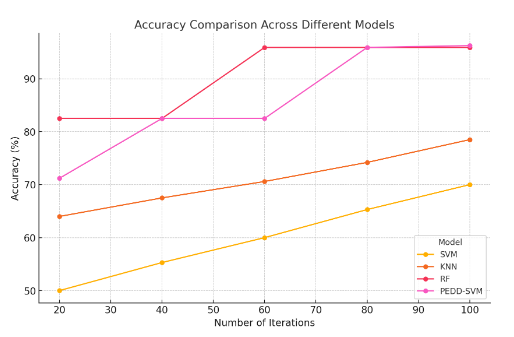 Accuracy Comparison Across Different Models
Accuracy (%)
90
80
70
60
50
20
30
40
50
60
70
80
90
100
Number of Iterations
Model
SVM
KNN
RF
PEDD-SVM